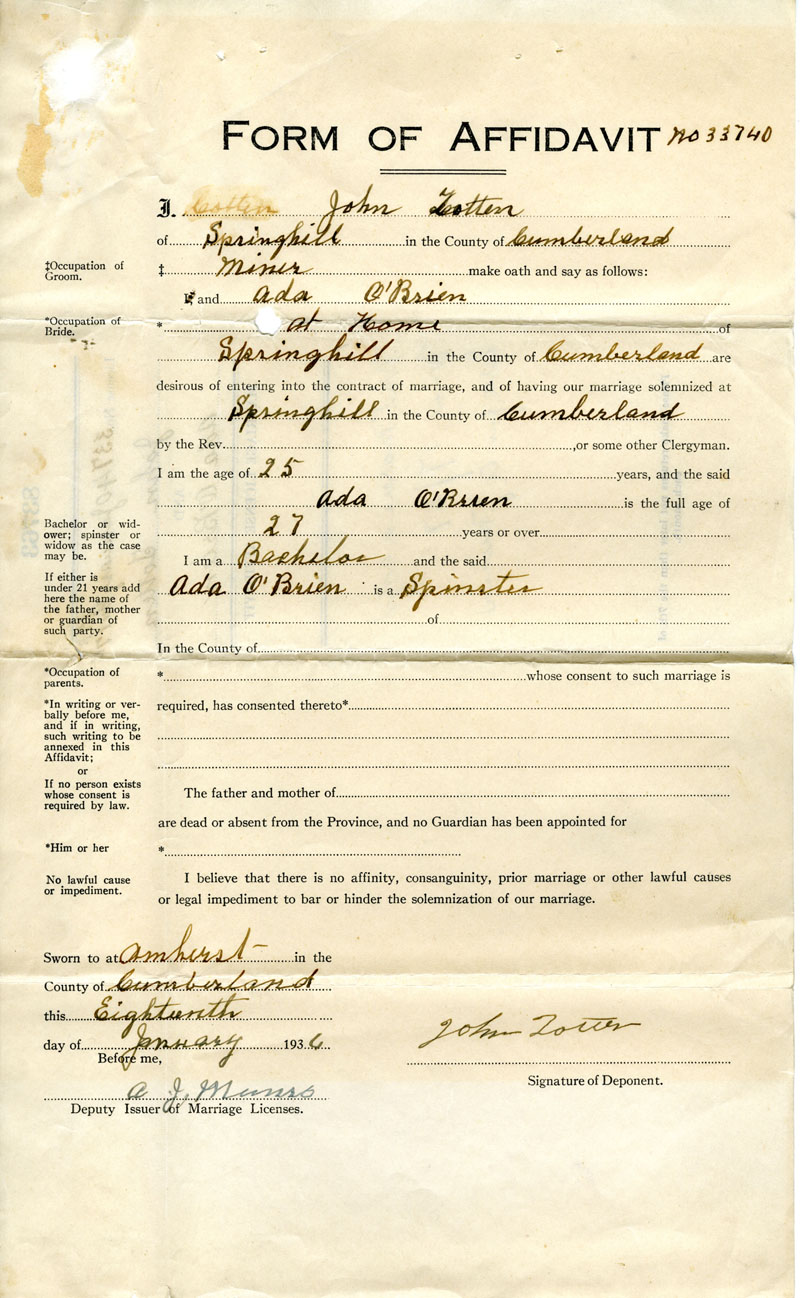 FORM OF AFFIDAVIT No 33740
I, John Totten
of Springhill in the County of Cumberland
‡Occupation of Groom.
‡ Miner make oath and say as follows:
I and Ada O'Brien
*Occupation of Bride.
* at Home of
Springhill in the County of Cumberland are
desirous of entering into the contract of marriage, and of having our marriage solemnized at
Springhill in the County of Cumberland
by the Rev. , or some other Clergyman.
I am the age of 25 years, and the said
Ada O'Brien is the full age of
27 years or over
Bachelor or wid-
ower; spinster or
widow as the case
may be.
I am a Bachelor and the said
If either is
under 21 years add
here the name of
the father, mother
or guardian of
such party.
Ada O'Brien is a Spinster
of
In the County of
*Occupation of
parents.
* whose consent to such marriage is
*In writing or ver-
bally before me,
and if in writing,
such writing to be
annexed in this
Affidavit;
or
If no person exists
whose consent is
required by law.
required, has consented thereto*
The father and mother of
are dead or absent from the Province, and no Guardian has been appointed for
*Him or her
*
No lawful cause
or impediment.
I believe that there is no affinity, consanguinity, prior marriage or other lawful causes
or legal impediment to bar or hinder the solemnization of our marriage.
Sworn to at Amherst in the
County of Cumberland
this Eighteenth
day of January 1936
Before me,
John Totten
Signature of Deponent.
A J. Munro
Deputy Issuer of Marriage Licenses.